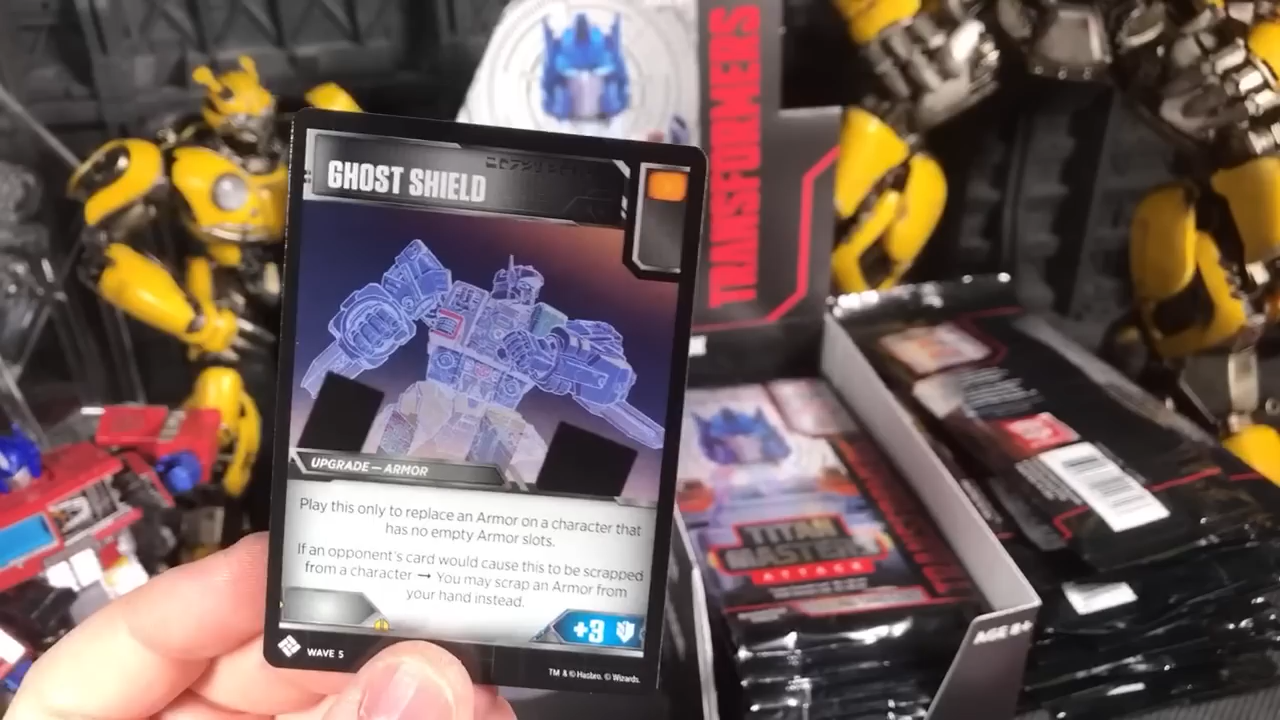 GHOST SHIELD
UPGRADE — ARMOR
Play this only to replace an Armor on a character that
has no empty Armor slots.
If an opponent's card would cause this to be scrapped
from a character → You may scrap an Armor from
your hand instead.
+3
WAVE 5
TM & © Hasbro. © Wizards.
TRANSFORMERS
TITAN
MASTERS
ATTACK
AGE 8+